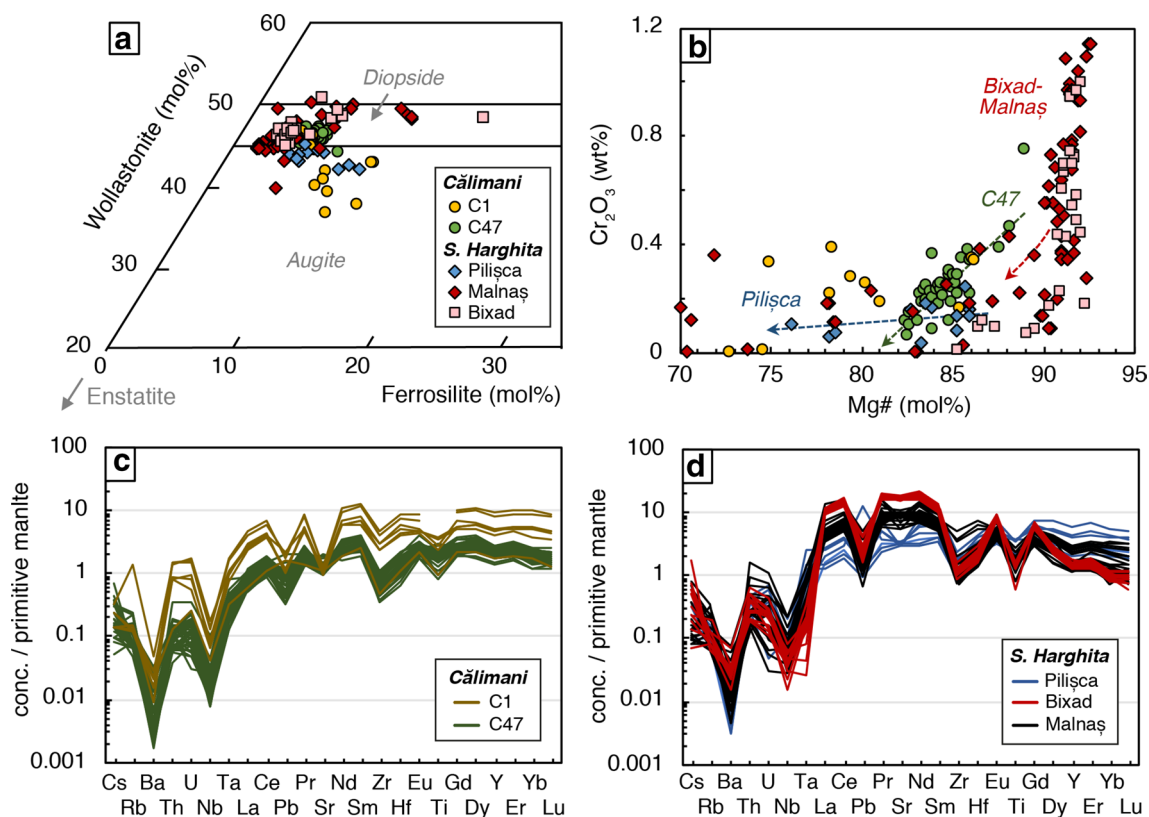 a
60
50
40
30
20
10
20
30
Wollastonite (mol%)
Diopside
Augite
Enstatite
Ferrosilite (mol%)
Călimani
C1
C47
S. Harghita
Pilișca
Malnaș
Bixad
b
1.2
0.8
0.4
0
Cr2O3 (wt%)
Bixad-
Malnaș
C47
Pilișca
70
75
80
85
90
95
Mg# (mol%)
c
100
10
1
0.1
0.01
0.001
conc. / primitive manlte
Călimani
C1
C47
Cs Ba U Ta Ce Pr Nd Zr Eu Gd Y Yb
Rb Th Nb La Pb Sr Sm Hf Ti Dy Er Lu
d
100
10
1
0.1
0.01
0.001
conc. / primitive mantle
S. Harghita
Pilișca
Bixad
Malnaș
Cs Ba U Ta Ce Pr Nd Zr Eu Gd Y Yb
Rb Th Nb La Pb Sr Sm Hf Ti Dy Er Lu